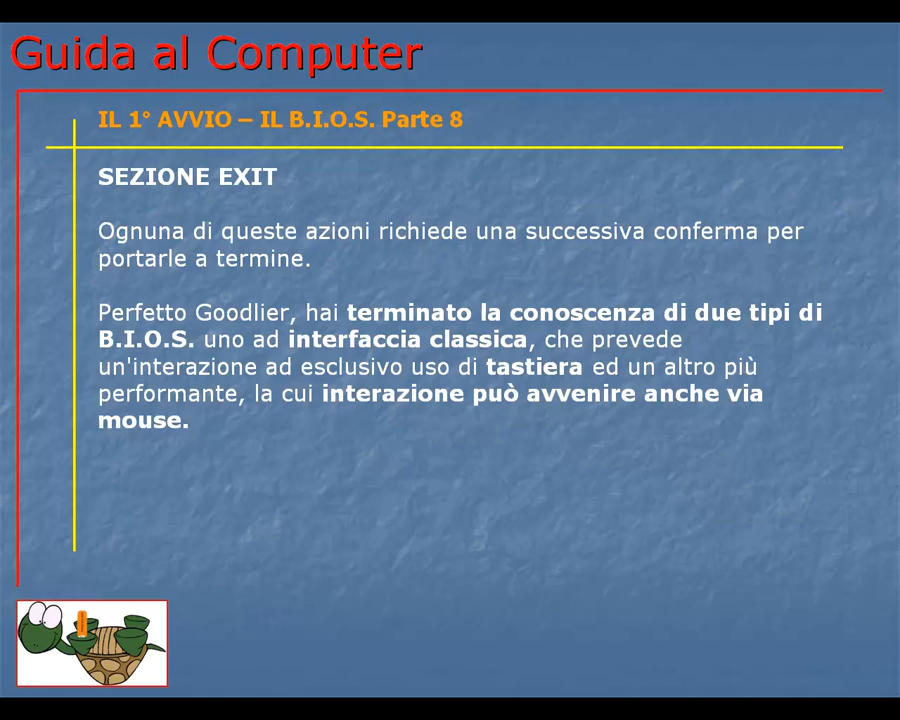 Guida al Computer
IL 1° AVVIO – IL B.I.O.S. Parte 8
SEZIONE EXIT
Ognuna di queste azioni richiede una successiva conferma per
portarle a termine.
Perfetto Goodlier, hai terminato la conoscenza di due tipi di
B.I.O.S. uno ad interfaccia classica, che prevede
un'interazione ad esclusivo uso di tastiera ed un altro più
performante, la cui interazione può avvenire anche via
mouse.